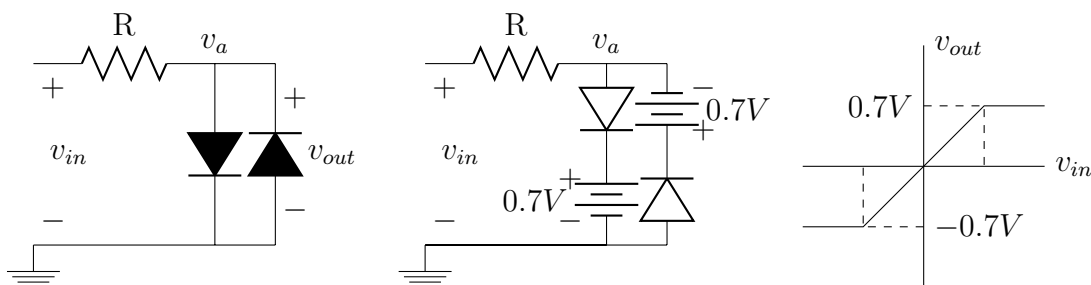 R
v_a
+
+
v_in
v_out
−
−
R
v_a
+
−
0.7V
+
v_in
+
0.7V
−
−
v_out
0.7V
v_in
−0.7V